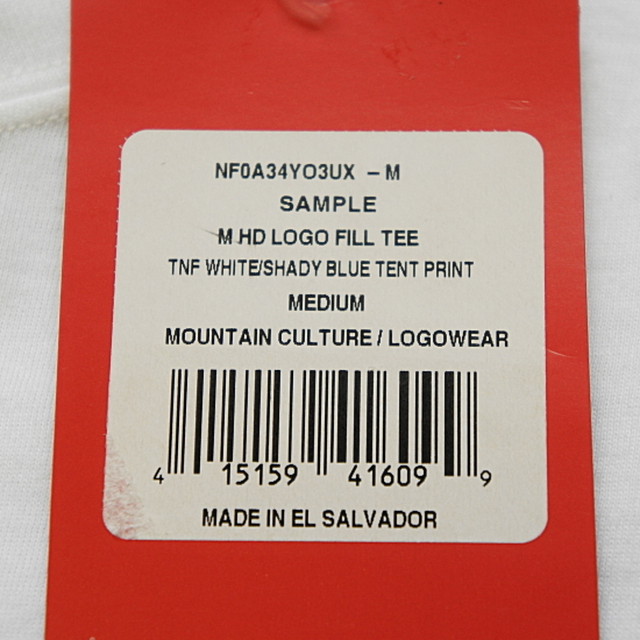 NF0A34YO3UX – M
SAMPLE
M HD LOGO FILL TEE
TNF WHITE/SHADY BLUE TENT PRINT
MEDIUM
MOUNTAIN CULTURE / LOGOWEAR
4 15159 41609 9
MADE IN EL SALVADOR